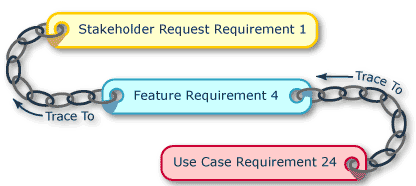 Stakeholder Request Requirement 1
Trace To
Feature Requirement 4
Trace To
Use Case Requirement 24